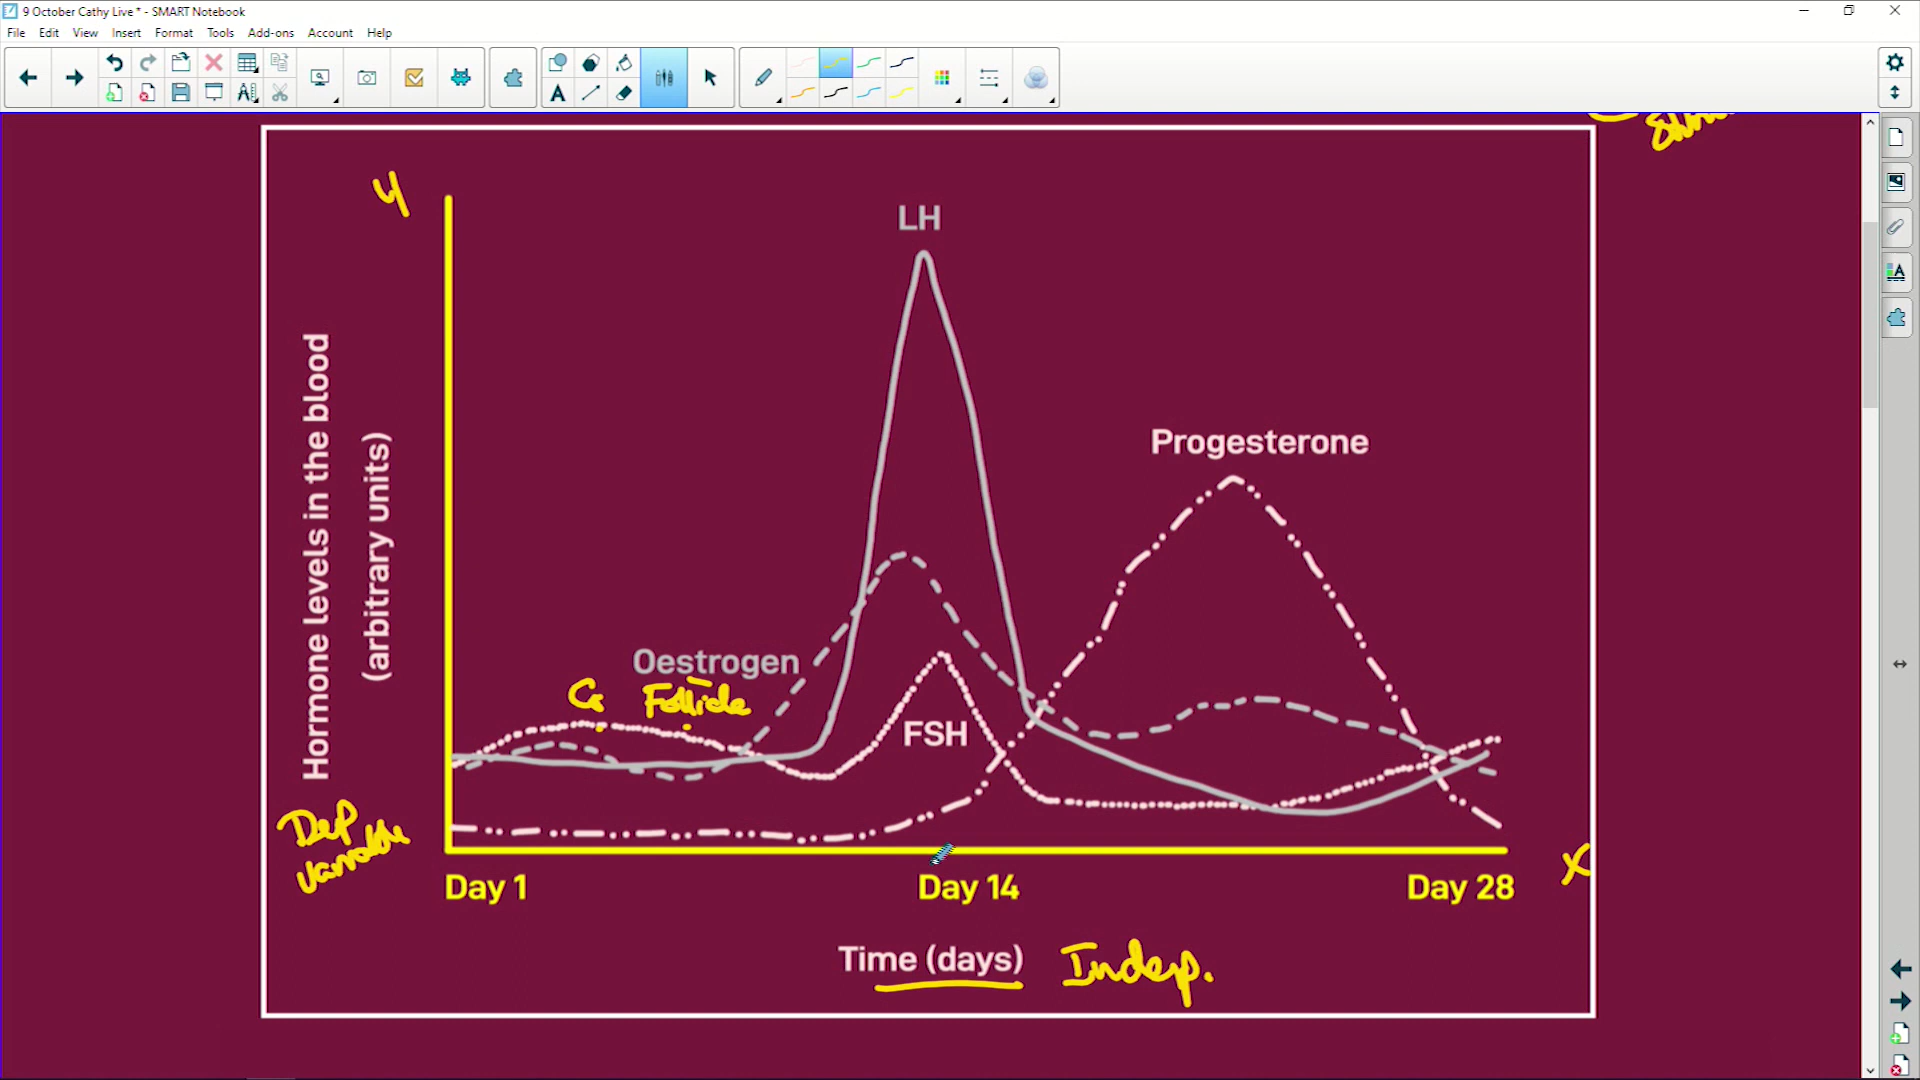 9 October Cathy Live * - SMART Notebook
File Edit View Insert Format Tools Add-ons Account Help
y
LH
Progesterone
Hormone levels in the blood
(arbitrary units)
Oestrogen
Follicle
FSH
Dep
variable
x
Day 1 Day 14 Day 28
Time (days) Indep.